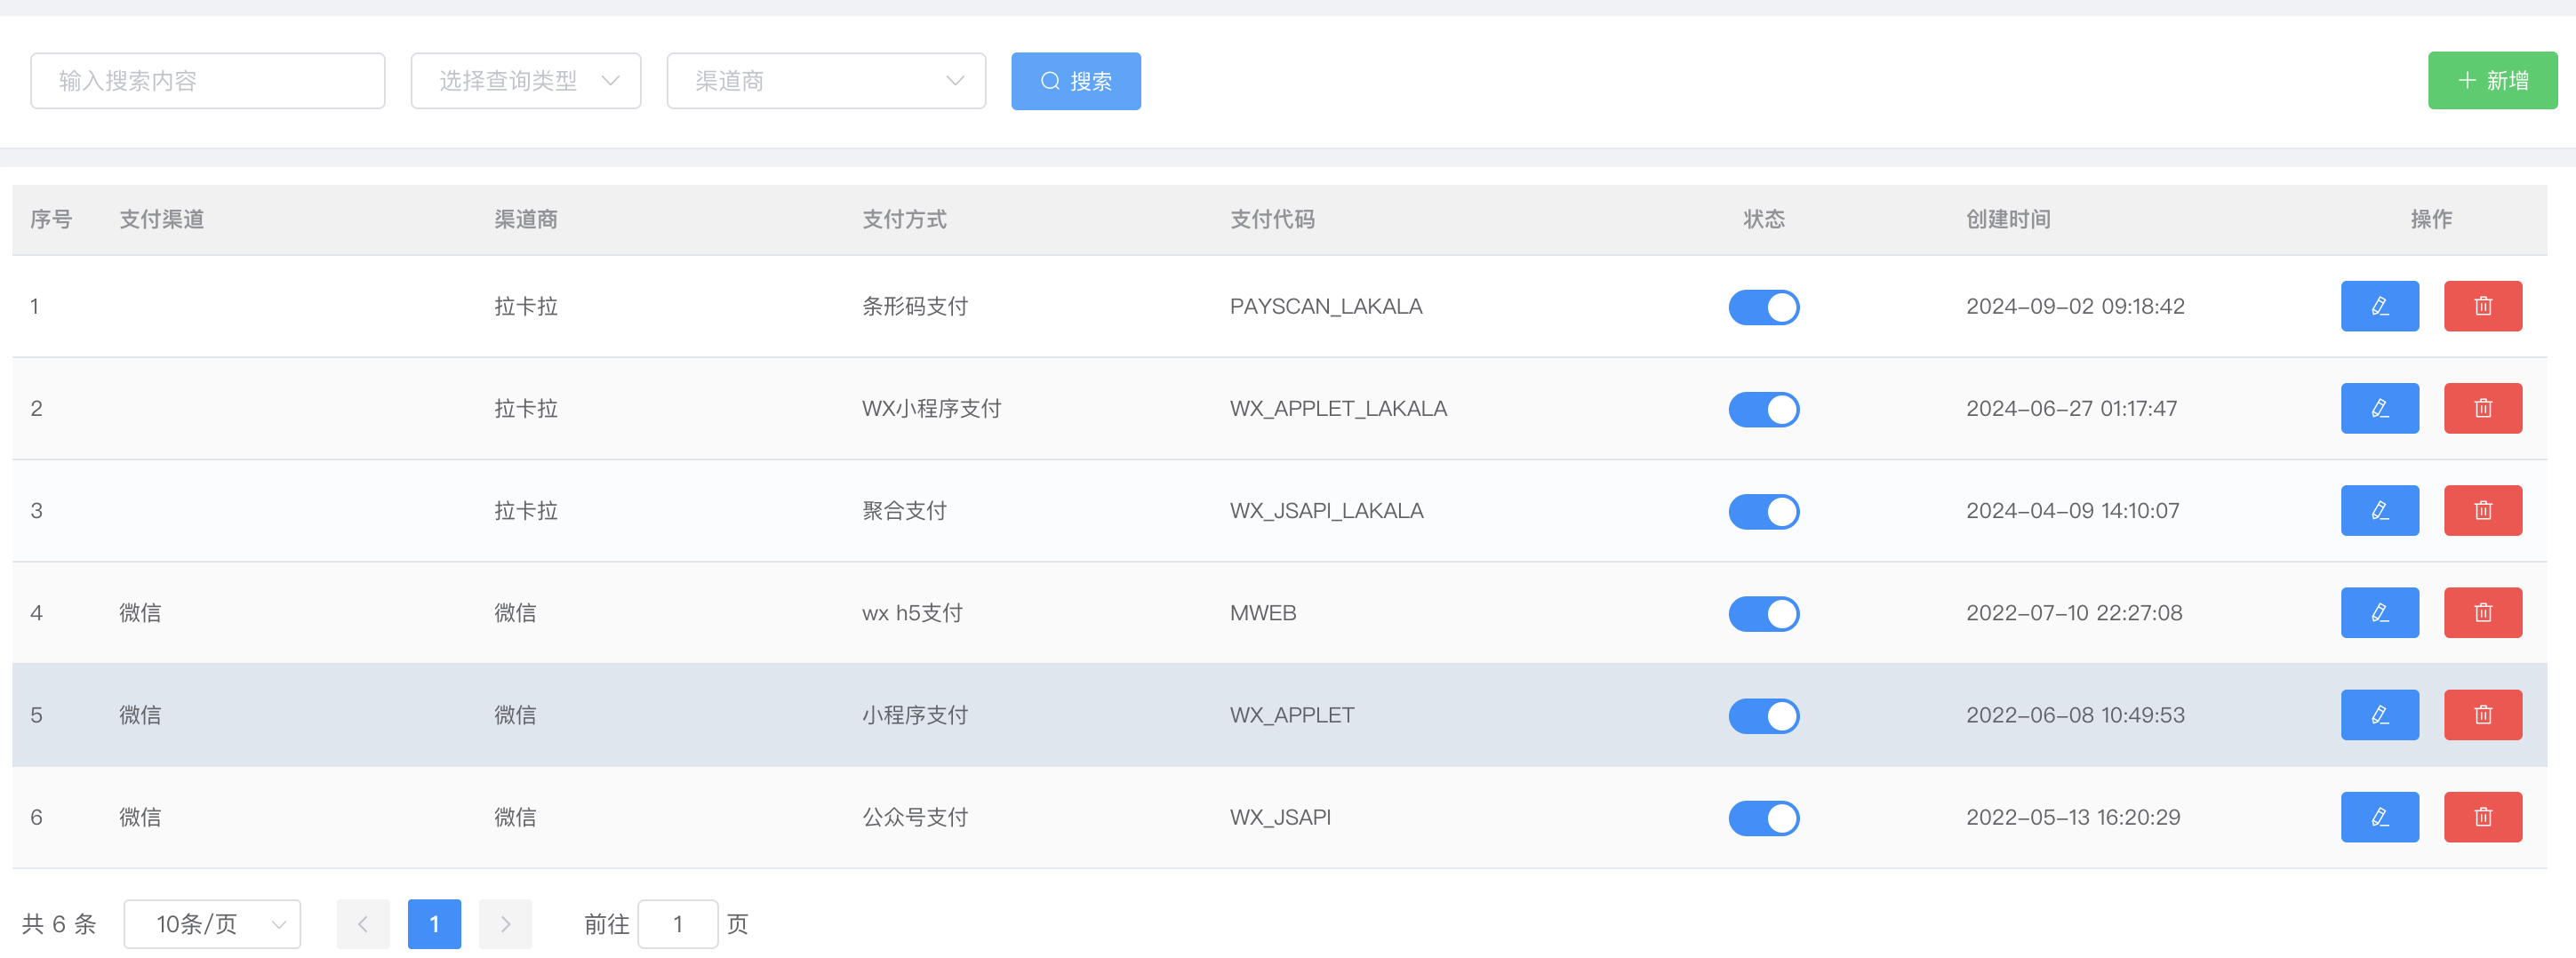 输入搜索内容 选择查询类型 渠道商 搜索 新增
序号 支付渠道 渠道商 支付方式 支付代码 状态 创建时间 操作
1 拉卡拉 条形码支付 PAYSCAN_LAKALA 2024-09-02 09:18:42
2 拉卡拉 WX小程序支付 WX_APPLET_LAKALA 2024-06-27 01:17:47
3 拉卡拉 聚合支付 WX_JSAPI_LAKALA 2024-04-09 14:10:07
4 微信 微信 wx h5支付 MWEB 2022-07-10 22:27:08
5 微信 微信 小程序支付 WX_APPLET 2022-06-08 10:49:53
6 微信 微信 公众号支付 WX_JSAPI 2022-05-13 16:20:29
共 6 条 10条/页 1 前往 1 页